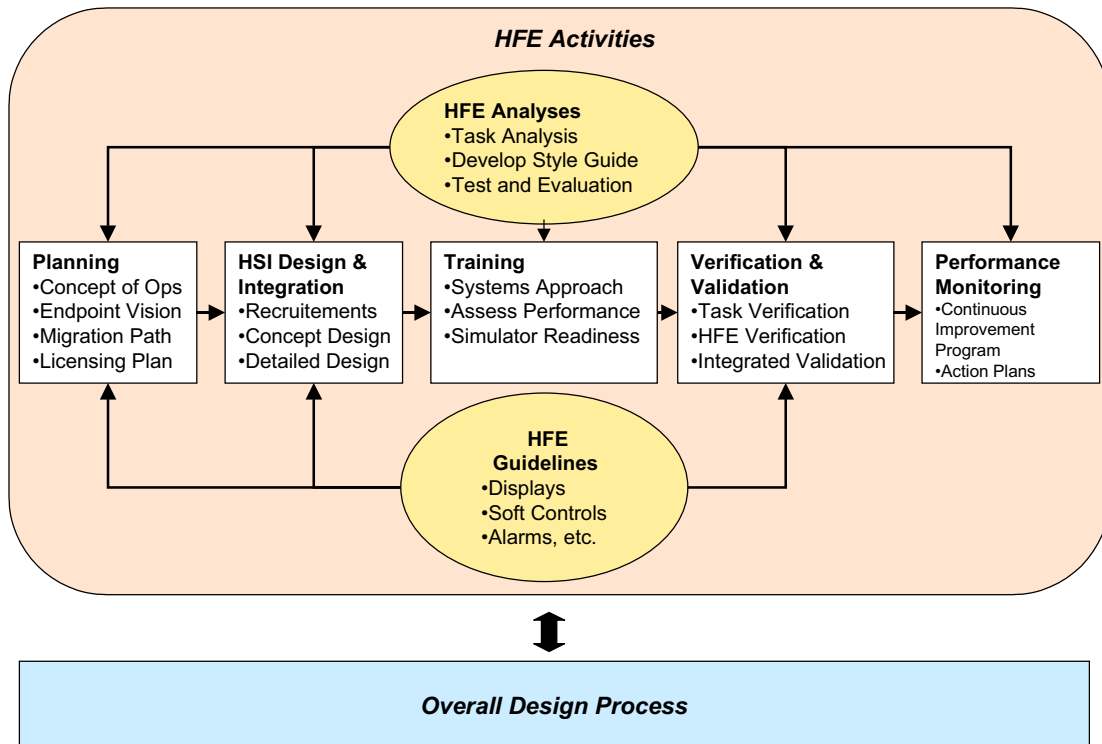 HFE Activities
HFE Analyses
•Task Analysis
•Develop Style Guide
•Test and Evaluation
Planning
•Concept of Ops
•Endpoint Vision
•Migration Path
•Licensing Plan
HSI Design &
Integration
•Recruitements
•Concept Design
•Detailed Design
Training
•Systems Approach
•Assess Performance
•Simulator Readiness
Verification &
Validation
•Task Verification
•HFE Verification
•Integrated Validation
Performance
Monitoring
•Continuous
Improvement
Program
•Action Plans
HFE
Guidelines
•Displays
•Soft Controls
•Alarms, etc.
Overall Design Process